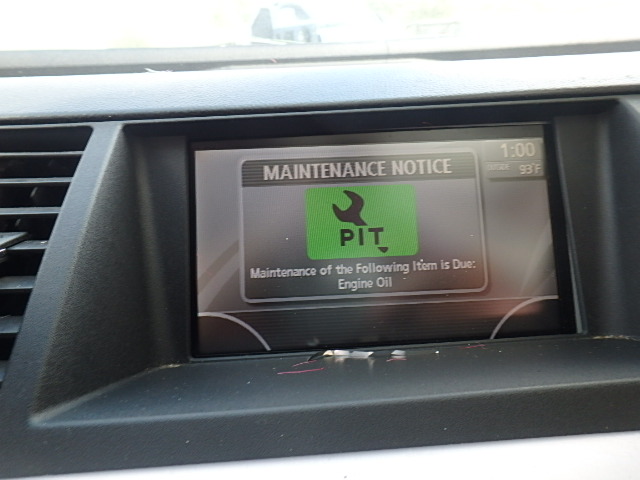 1:00
MAINTENANCE NOTICE
93°F
PIT
Maintenance of the Following Item is Due:
Engine Oil